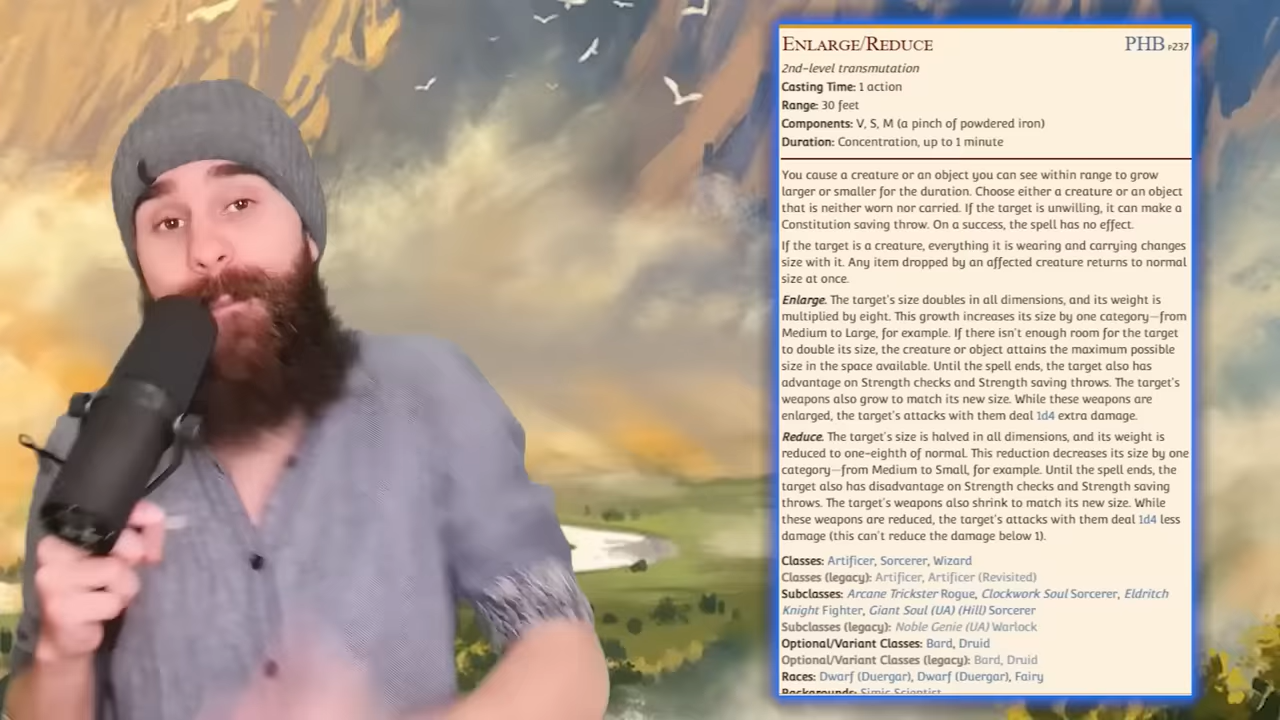 ENLARGE/REDUCE PHB P237
2nd-level transmutation
Casting Time: 1 action
Range: 30 feet
Components: V, S, M (a pinch of powdered iron)
Duration: Concentration, up to 1 minute
You cause a creature or an object you can see within range to grow
larger or smaller for the duration. Choose either a creature or an object
that is neither worn nor carried. If the target is unwilling, it can make a
Constitution saving throw. On a success, the spell has no effect.
If the target is a creature, everything it is wearing and carrying changes
size with it. Any item dropped by an affected creature returns to normal
size at once.
Enlarge. The target's size doubles in all dimensions, and its weight is
multiplied by eight. This growth increases its size by one category—from
Medium to Large, for example. If there isn't enough room for the target
to double its size, the creature or object attains the maximum possible
size in the space available. Until the spell ends, the target also has
advantage on Strength checks and Strength saving throws. The target's
weapons also grow to match its new size. While these weapons are
enlarged, the target's attacks with them deal 1d4 extra damage.
Reduce. The target's size is halved in all dimensions, and its weight is
reduced to one-eighth of normal. This reduction decreases its size by one
category—from Medium to Small, for example. Until the spell ends, the
target also has disadvantage on Strength checks and Strength saving
throws. The target's weapons also shrink to match its new size. While
these weapons are reduced, the target's attacks with them deal 1d4 less
damage (this can't reduce the damage below 1).
Classes: Artificer, Sorcerer, Wizard
Classes (legacy): Artificer, Artificer (Revisited)
Subclasses: Arcane Trickster Rogue, Clockwork Soul Sorcerer, Eldritch
Knight Fighter, Giant Soul (UA) (Hill) Sorcerer
Subclasses (legacy): Noble Genie (UA) Warlock
Optional/Variant Classes: Bard, Druid
Optional/Variant Classes (legacy): Bard, Druid
Races: Dwarf (Duergar), Dwarf (Duergar), Fairy
Backgrounds: Simic Scientist